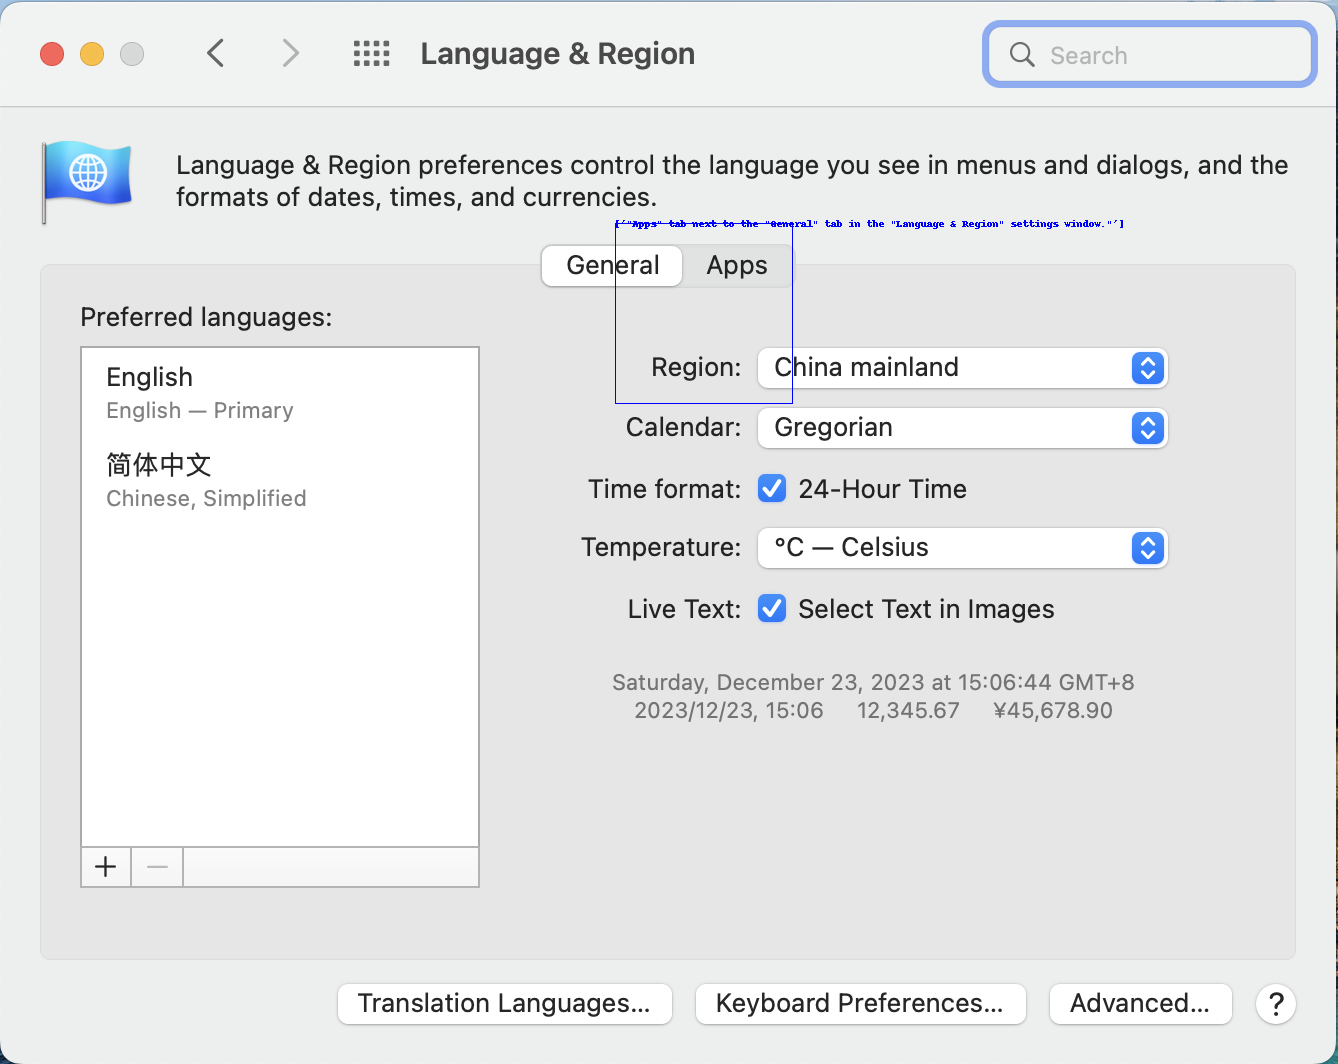 Language & Region
Search
Language & Region preferences control the language you see in menus and dialogs, and the
formats of dates, times, and currencies.
['"Apps" tab next to the "General" tab in the "Language & Region" settings window."']
General
Apps
Preferred languages:
English
English — Primary
简体中文
Chinese, Simplified
Region:
China mainland
Calendar:
Gregorian
Time format:
24-Hour Time
Temperature:
°C — Celsius
Live Text:
Select Text in Images
Saturday, December 23, 2023 at 15:06:44 GMT+8
2023/12/23, 15:06 12,345.67 ¥45,678.90
Translation Languages...
Keyboard Preferences...
Advanced...
?